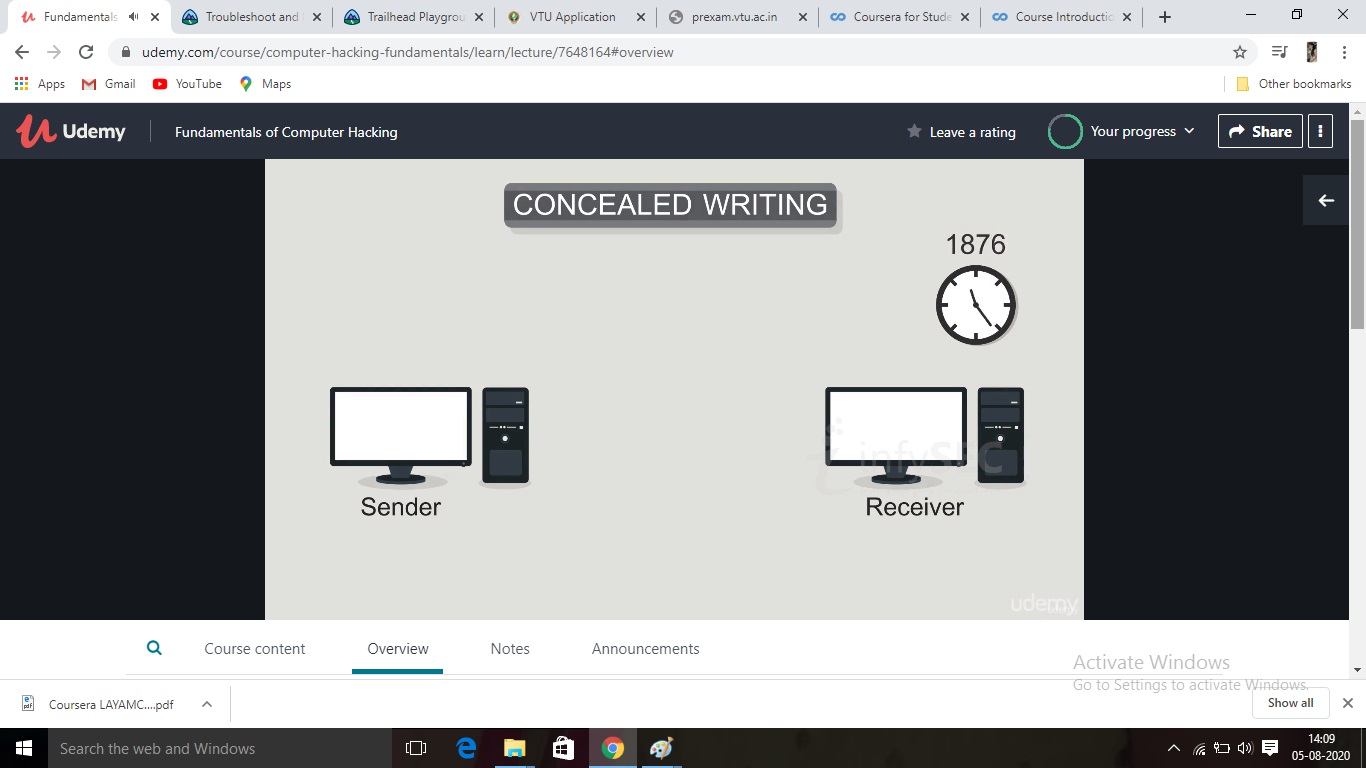 Fundamentals
Troubleshoot and
Trailhead Playgrou
VTU Application
prexam.vtu.ac.in
Coursera for Stude
Course Introductio
udemy.com/course/computer-hacking-fundamentals/learn/lecture/7648164#overview
Apps
Gmail
YouTube
Maps
Other bookmarks
Udemy
Fundamentals of Computer Hacking
Leave a rating
Your progress
Share
CONCEALED WRITING
1876
infySEC
Sender
Receiver
udemy
Course content
Overview
Notes
Announcements
Activate Windows
Go to Settings to activate Windows.
Coursera LAYAMC....pdf
Show all
Search the web and Windows
14:09
05-08-2020